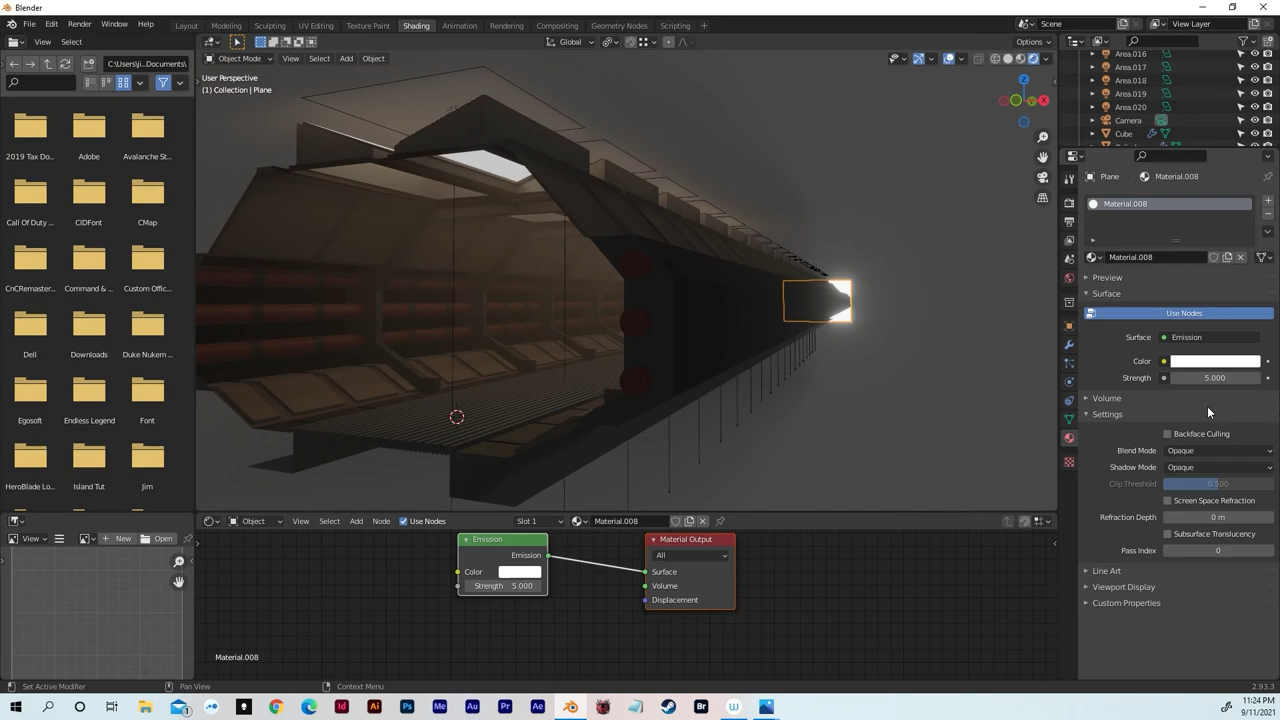 Blender
File Edit Render Window Help
Layout Modeling Sculpting UV Editing Texture Paint Shading Animation Rendering Compositing Geometry Nodes Scripting
Scene
View Layer
View Select
Global
Options
C:\Users\ji...Documents\
Object Mode View Select Add Object
User Perspective
(1) Collection | Plane
Z
X
2019 Tax Do... Adobe Avalanche St...
Call Of Duty ... CIDFont CMap
CnCRemaster... Command & ... Custom Offic...
Dell Downloads Duke Nukem ...
Egosoft Endless Legend Font
HeroBlade Lo... Island Tut Jim
Area.016
Area.017
Area.018
Area.019
Area.020
Camera
Cube
Plane Material.008
Material.008
Material.008
Preview
Surface
Use Nodes
Surface Emission
Color
Strength 5.000
Volume
Settings
Backface Culling
Blend Mode Opaque
Shadow Mode Opaque
Clip Threshold 0.500
Screen Space Refraction
Refraction Depth 0 m
Subsurface Translucency
Pass Index 0
Line Art
Viewport Display
Custom Properties
Object View Select Add Node Use Nodes Slot 1 Material.008
View New Open
Emission
Emission
Color
Strength 5.000
Material Output
All
Surface
Volume
Displacement
Material.008
Set Active Modifier Pan View Context Menu 2.93.3
11:24 PM
9/11/2021